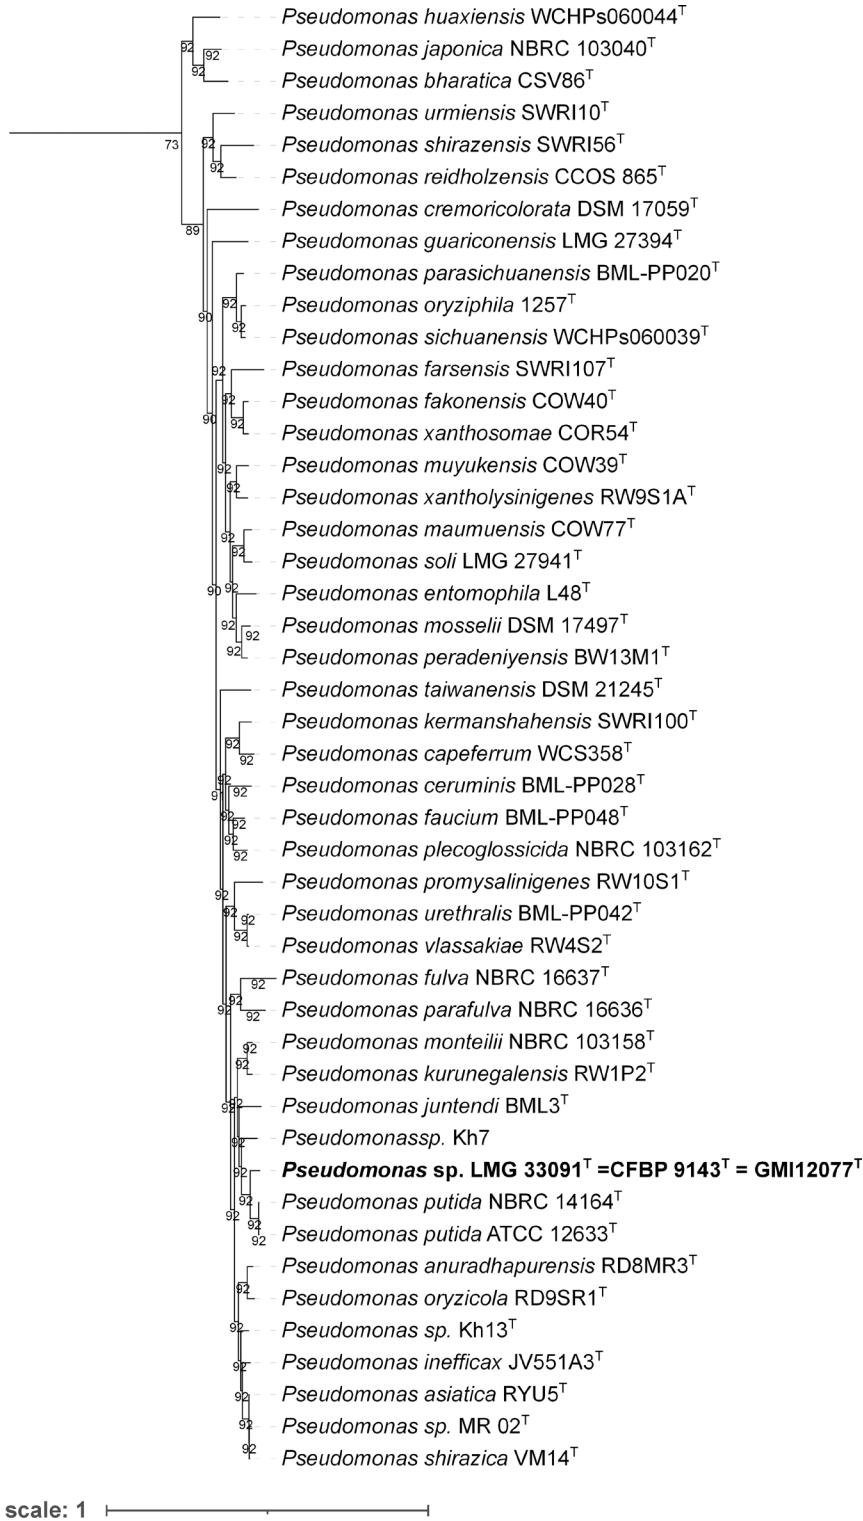 Pseudomonas huaxiensis WCHPs060044T
92
Pseudomonas japonica NBRC 103040T
92
92
Pseudomonas bharatica CSV86T
Pseudomonas urmiensis SWRI10T
73
92
Pseudomonas shirazensis SWRI56T
92
Pseudomonas reidholzensis CCOS 865T
Pseudomonas cremoricolorata DSM 17059T
89
Pseudomonas guariconensis LMG 27394T
Pseudomonas parasichuanensis BML-PP020T
92
Pseudomonas oryziphila 1257T
90
92
Pseudomonas sichuanensis WCHPs060039T
92
Pseudomonas farsensis SWRI107T
92
Pseudomonas fakonensis COW40T
90
92
Pseudomonas xanthosomae COR54T
92
Pseudomonas muyukensis COW39T
92
Pseudomonas xantholysinigenes RW9S1AT
Pseudomonas maumuensis COW77T
92
92
Pseudomonas soli LMG 27941T
90
92
Pseudomonas entomophila L48T
92
Pseudomonas mosselii DSM 17497T
92
92
Pseudomonas peradeniyensis BW13M1T
Pseudomonas taiwanensis DSM 21245T
Pseudomonas kermanshahensis SWRI100T
92
Pseudomonas capeferrum WCS358T
92
92
Pseudomonas ceruminis BML-PP028T
92
9
Pseudomonas faucium BML-PP048T
92
92
92
Pseudomonas plecoglossicida NBRC 103162T
92
Pseudomonas promysalinigenes RW10S1T
92
Pseudomonas urethralis BML-PP042T
92
92
92
Pseudomonas vlassakiae RW4S2T
Pseudomonas fulva NBRC 16637T
92
92
Pseudomonas parafulva NBRC 16636T
92
92
Pseudomonas monteilii NBRC 103158T
92
92
Pseudomonas kurunegalensis RW1P2T
Pseudomonas juntendi BML3T
92
92
Pseudomonassp. Kh7
92
Pseudomonas sp. LMG 33091T =CFBP 9143T = GMI12077T
92
Pseudomonas putida NBRC 14164T
92
92
92
Pseudomonas putida ATCC 12633T
92
Pseudomonas anuradhapurensis RD8MR3T
92
Pseudomonas oryzicola RD9SR1T
92
Pseudomonas sp. Kh13T
Pseudomonas inefficax JV551A3T
92
Pseudomonas asiatica RYU5T
92
Pseudomonas sp. MR 02T
92
Pseudomonas shirazica VM14T
92
scale: 1